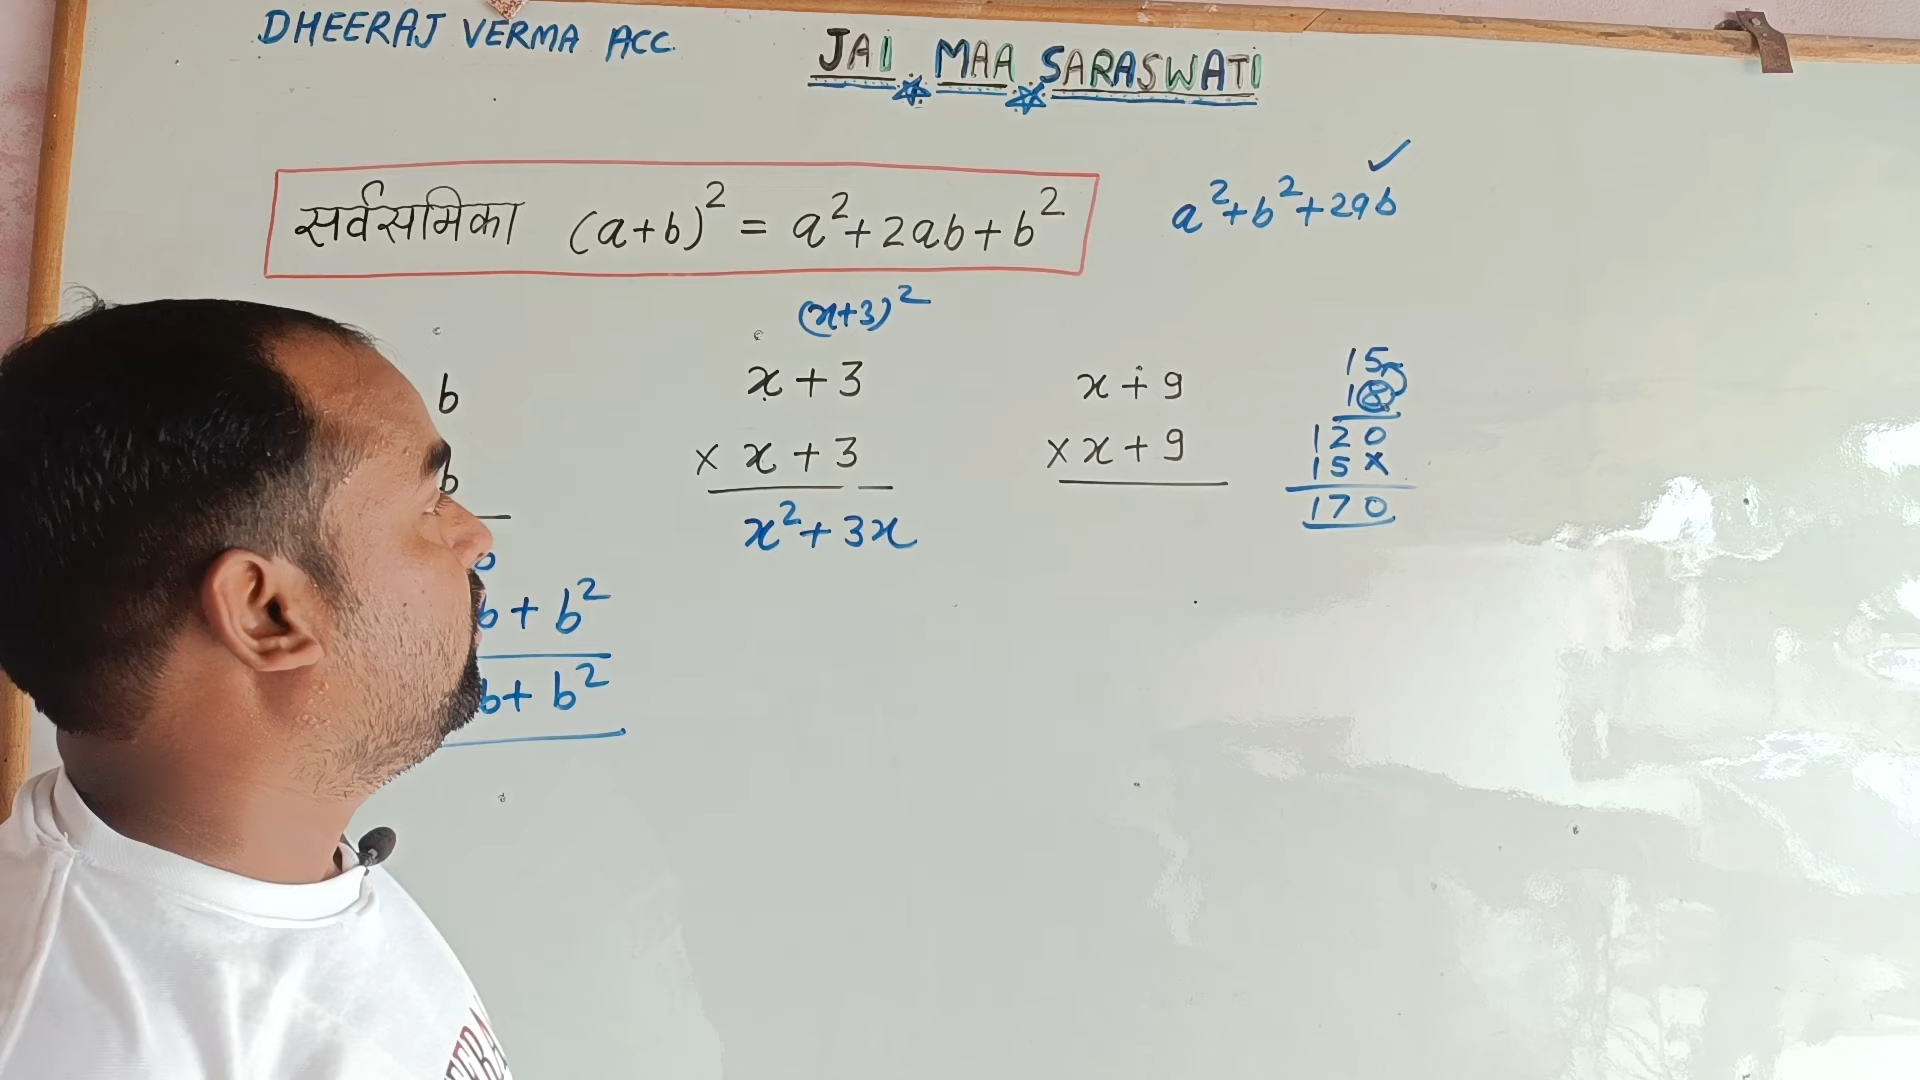 DHEERAJ VERMA ACC.
JAI MAA SARASWATI
सर्वसमिका (a+b)² = a²+2ab+b²
a²+b²+2ab ✓
(x+3)²
b
b
b + b²
b + b²
x + 3
× x + 3
x² + 3x
x + 9
× x + 9
15
18
120
15×
170